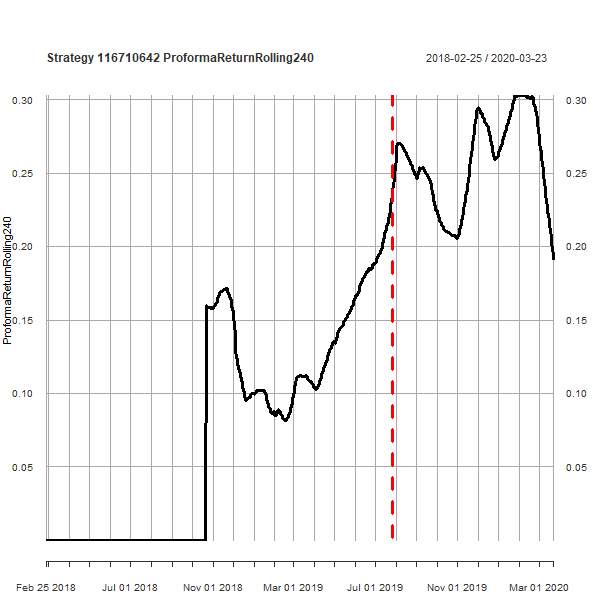 Strategy 116710642 ProformaReturnRolling240
2018-02-25 / 2020-03-23
0.30
0.25
0.20
0.15
0.10
0.05
ProformaReturnRolling240
0.30
0.25
0.20
0.15
0.10
0.05
Feb 25 2018
Jul 01 2018
Nov 01 2018
Mar 01 2019
Jul 01 2019
Nov 01 2019
Mar 01 2020